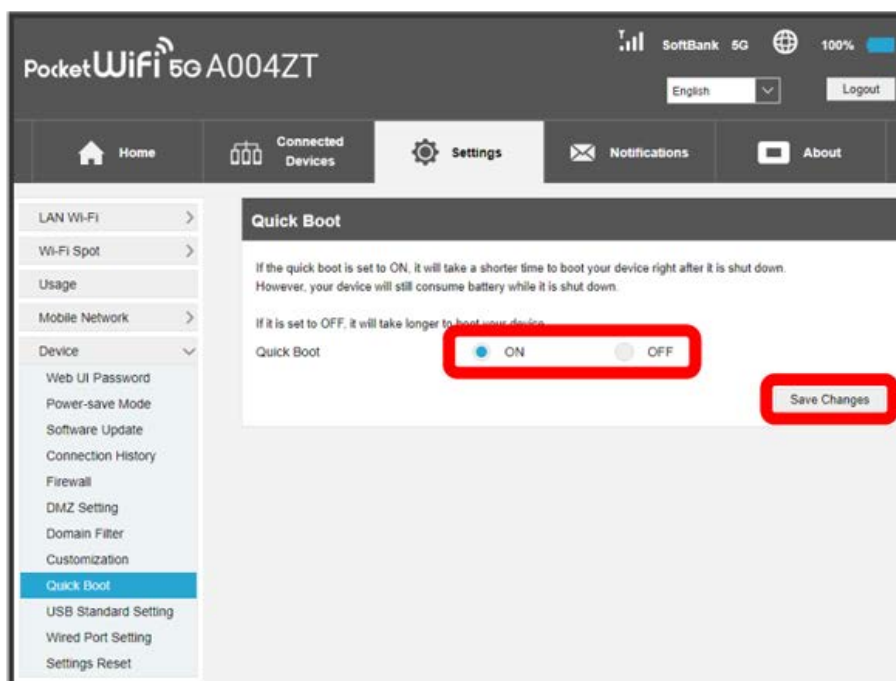 Pocket WiFi 5G A004ZT
SoftBank 5G 100%
English
Logout
Home
Connected
Devices
Settings
Notifications
About
LAN Wi-Fi
Wi-Fi Spot
Usage
Mobile Network
Device
Web UI Password
Power-save Mode
Software Update
Connection History
Firewall
DMZ Setting
Domain Filter
Customization
Quick Boot
USB Standard Setting
Wired Port Setting
Settings Reset
Quick Boot
If the quick boot is set to ON, it will take a shorter time to boot your device right after it is shut down.
However, your device will still consume battery while it is shut down.
If it is set to OFF, it will take longer to boot your device
Quick Boot
ON
OFF
Save Changes